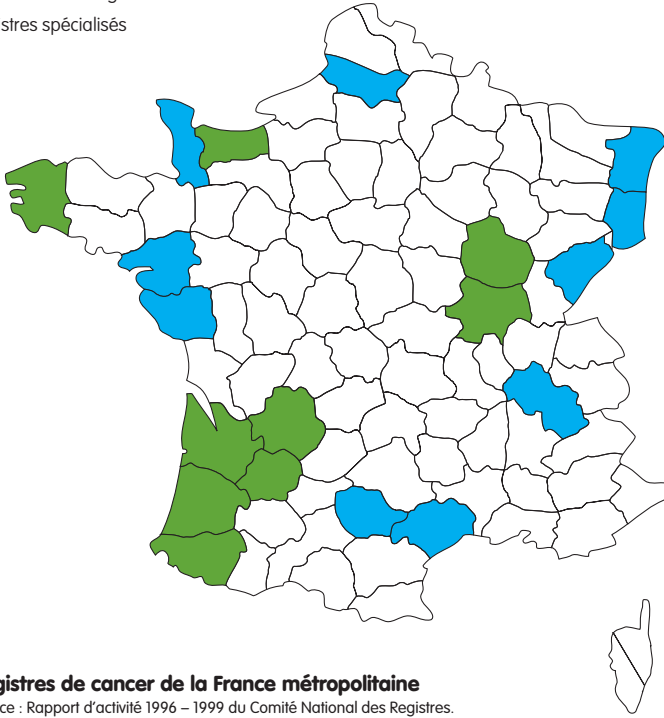 stres spécialisés
gistres de cancer de la France métropolitaine
ce : Rapport d'activité 1996 – 1999 du Comité National des Registres.